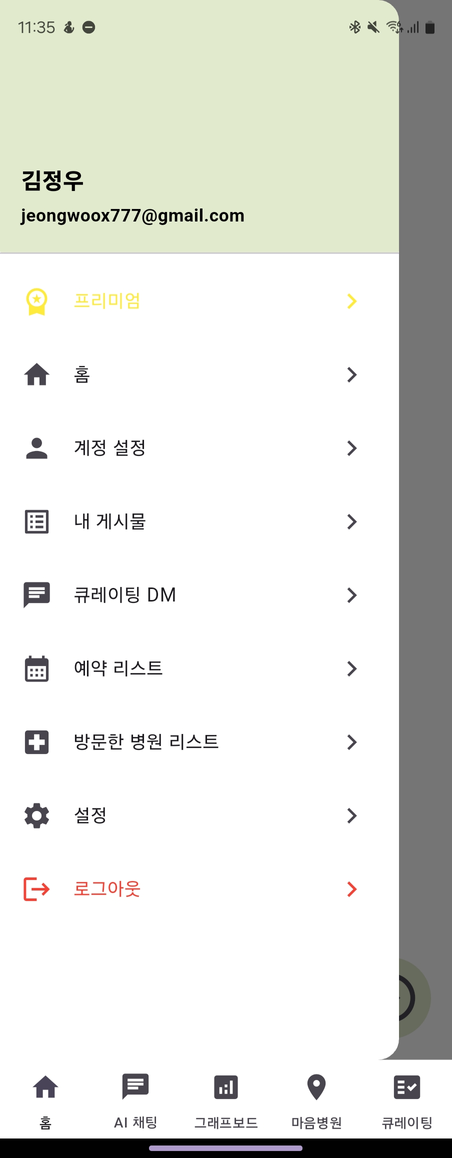 11:35
김정우
jeongwoox777@gmail.com
프리미엄
홈
계정 설정
내 게시물
큐레이팅 DM
예약 리스트
방문한 병원 리스트
설정
로그아웃
홈
AI 채팅
그래프보드
마음병원
큐레이팅